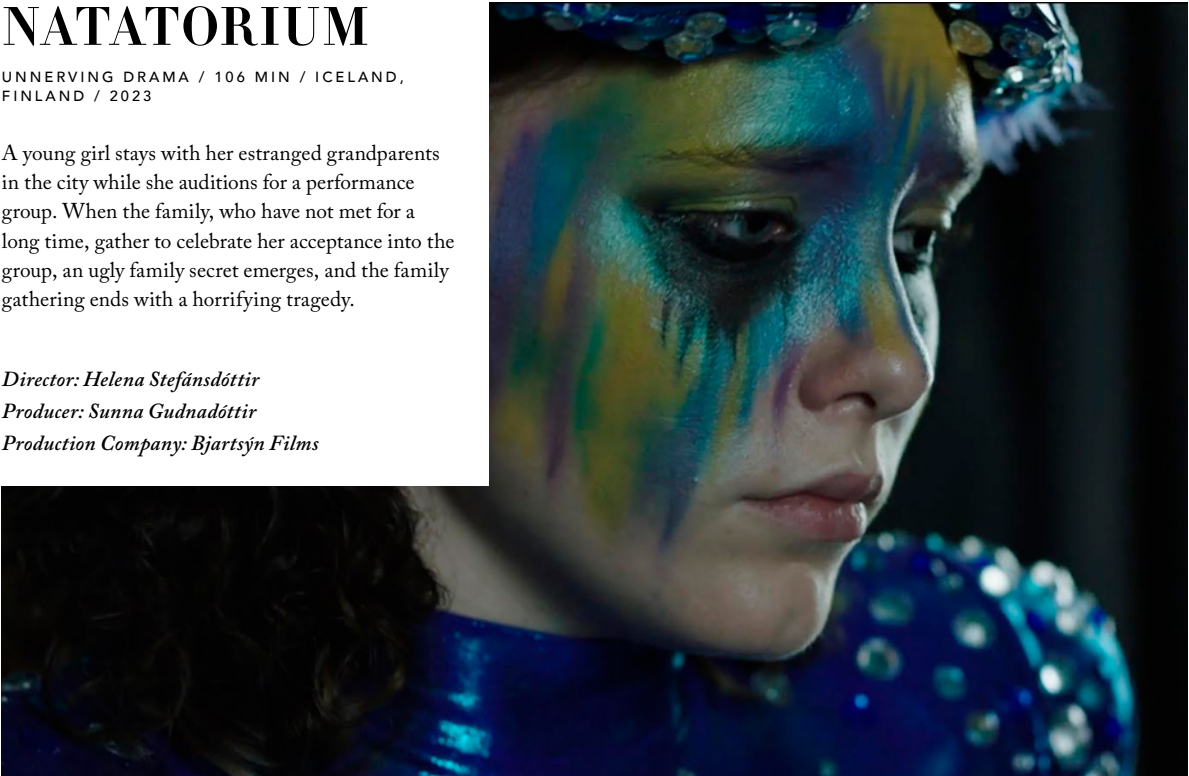 NATATORIUM
UNNERVING DRAMA / 106 MIN / ICELAND,
FINLAND / 2023
A young girl stays with her estranged grandparents
in the city while she auditions for a performance
group. When the family, who have not met for a
long time, gather to celebrate her acceptance into the
group, an ugly family secret emerges, and the family
gathering ends with a horrifying tragedy.
Director: Helena Stefánsdóttir
Producer: Sunna Gudnadóttir
Production Company: Bjartsýn Films